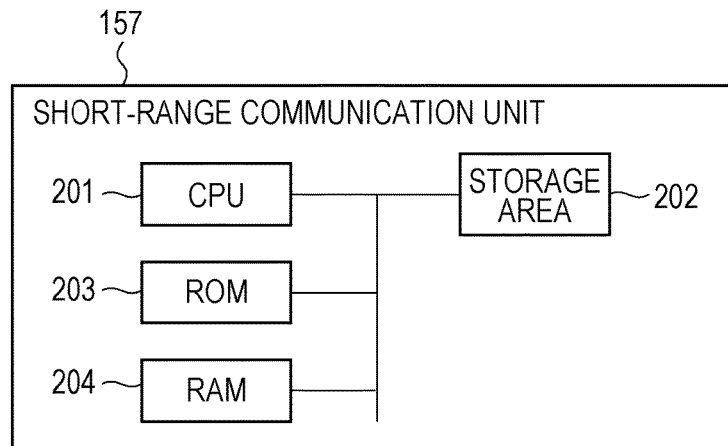 157
SHORT-RANGE COMMUNICATION UNIT
201
CPU
STORAGE
AREA
202
203
ROM
204
RAM